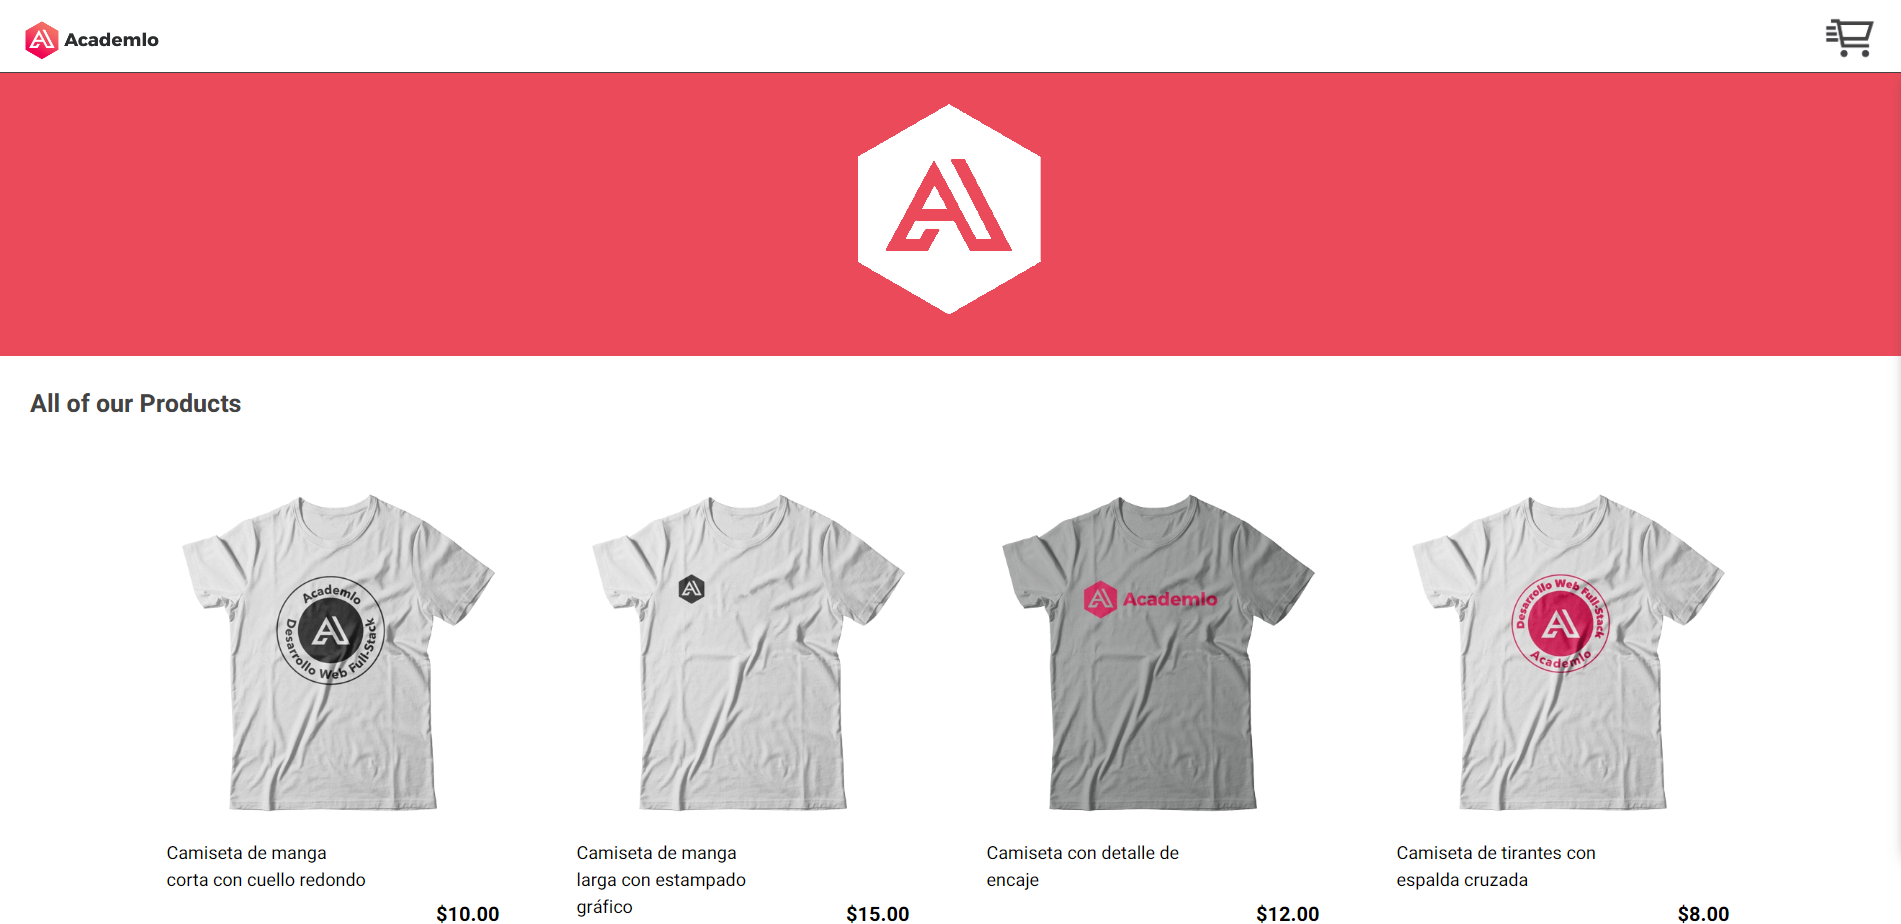 Academlo
All of our Products
Academlo
Desarrollo Web Full-Stack
Academlo
Desarrollo Web Full-Stack
Academlo
Camiseta de manga
corta con cuello redondo
$10.00
Camiseta de manga
larga con estampado
gráfico
$15.00
Camiseta con detalle de
encaje
$12.00
Camiseta de tirantes con
espalda cruzada
$8.00